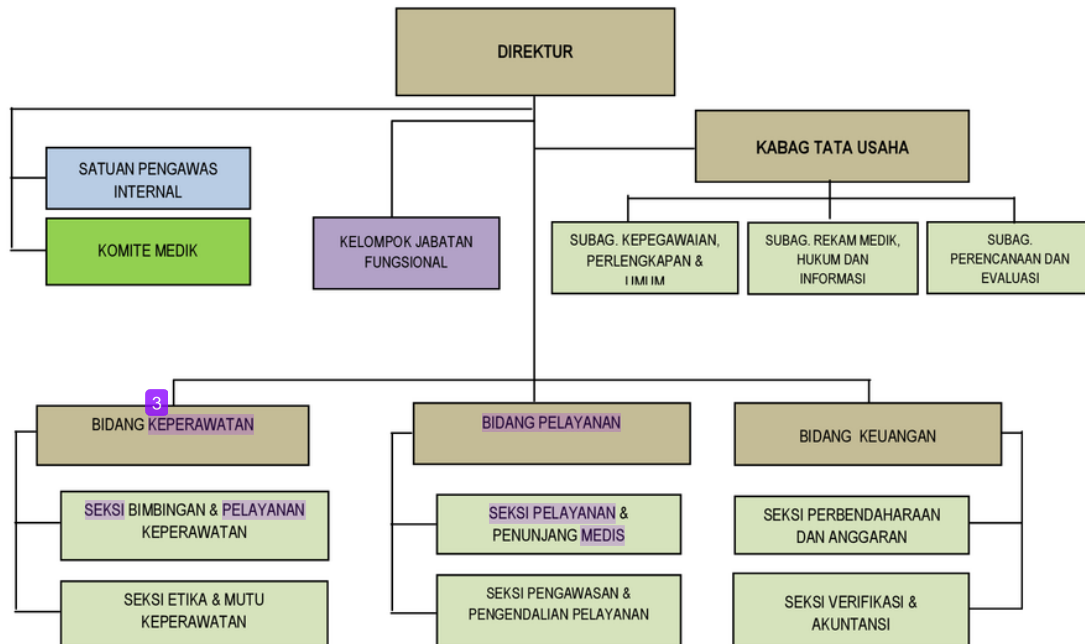 DIREKTUR
KABAG TATA USAHA
SATUAN PENGAWAS
INTERNAL
KOMITE MEDIK
KELOMPOK JABATAN
FUNGSIONAL
SUBAG. KEPEGAWAIAN,
PERLENGKAPAN &
UMUM
SUBAG. REKAM MEDIK,
HUKUM DAN
INFORMASI
SUBAG.
PERENCANAAN DAN
EVALUASI
3
BIDANG KEPERAWATAN
BIDANG PELAYANAN
BIDANG KEUANGAN
SEKSI BIMBINGAN & PELAYANAN
KEPERAWATAN
SEKSI PELAYANAN &
PENUNJANG MEDIS
SEKSI PERBENDAHARAAN
DAN ANGGARAN
SEKSI ETIKA & MUTU
KEPERAWATAN
SEKSI PENGAWASAN &
PENGENDALIAN PELAYANAN
SEKSI VERIFIKASI &
AKUNTANSI